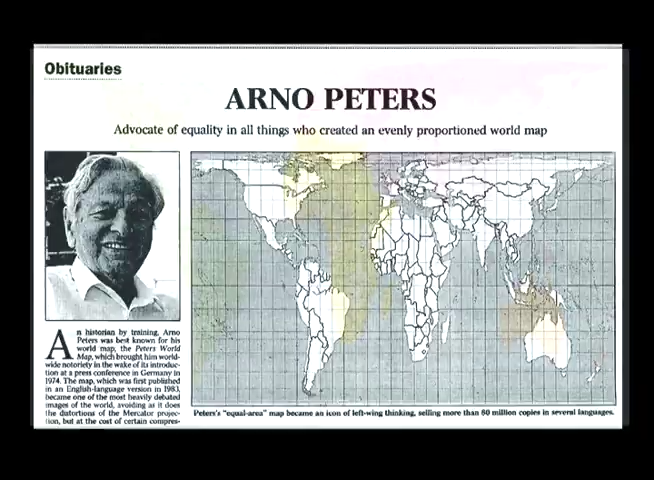 Obituaries
ARNO PETERS
Advocate of equality in all things who created an evenly proportioned world map
An historian by training, Arno
Peters was best known for his
world map, the Peters World
Map, which brought him world-
wide notoriety in the wake of its introduc-
tion at a press conference in Germany in
1974. The map, which was first published
in an English-language version in 1983,
became one of the most heavily debated
images of the world, avoiding as it does
the distortions of the Mercator projec-
tion, but at the cost of certain compres-
Peters's "equal-area" map became an icon of left-wing thinking, selling more than 80 million copies in several languages.